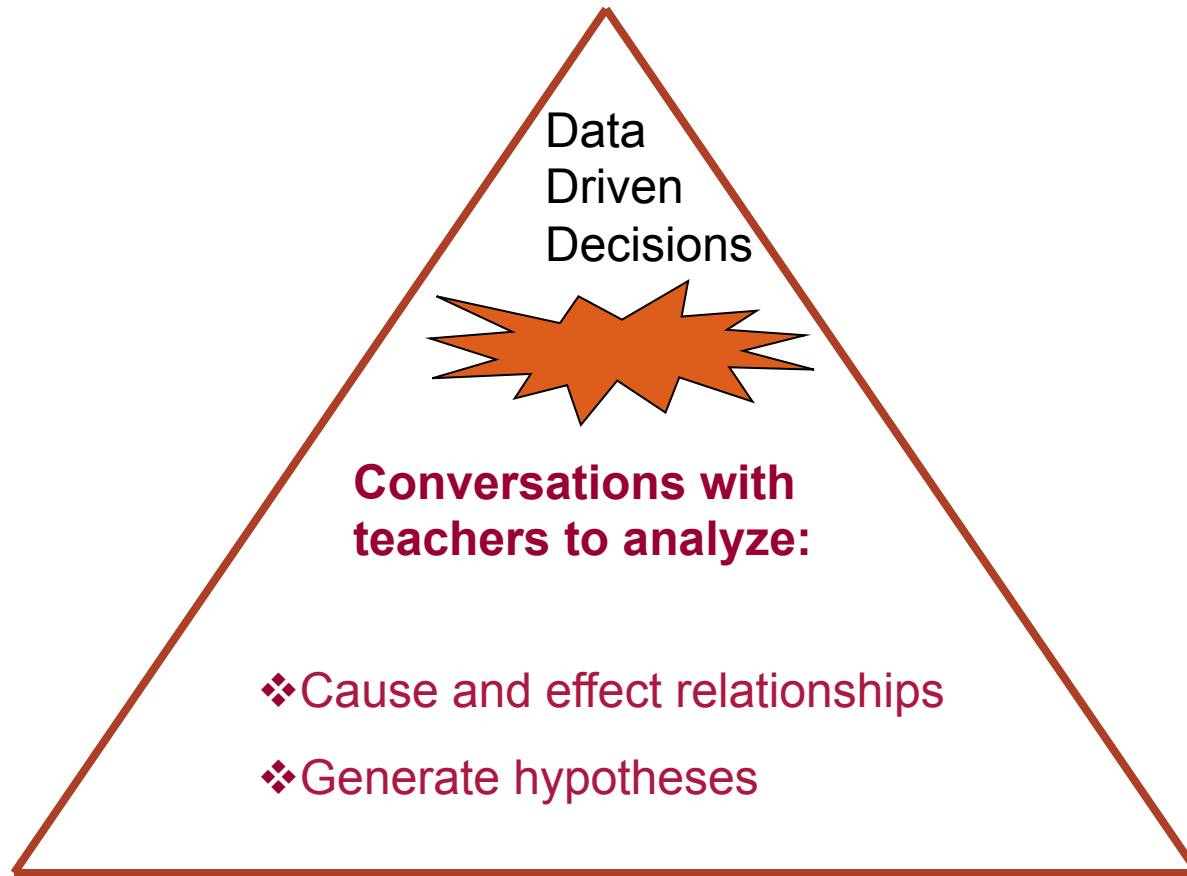 Data
Driven
Decisions
Conversations with
teachers to analyze:
❖Cause and effect relationships
❖Generate hypotheses